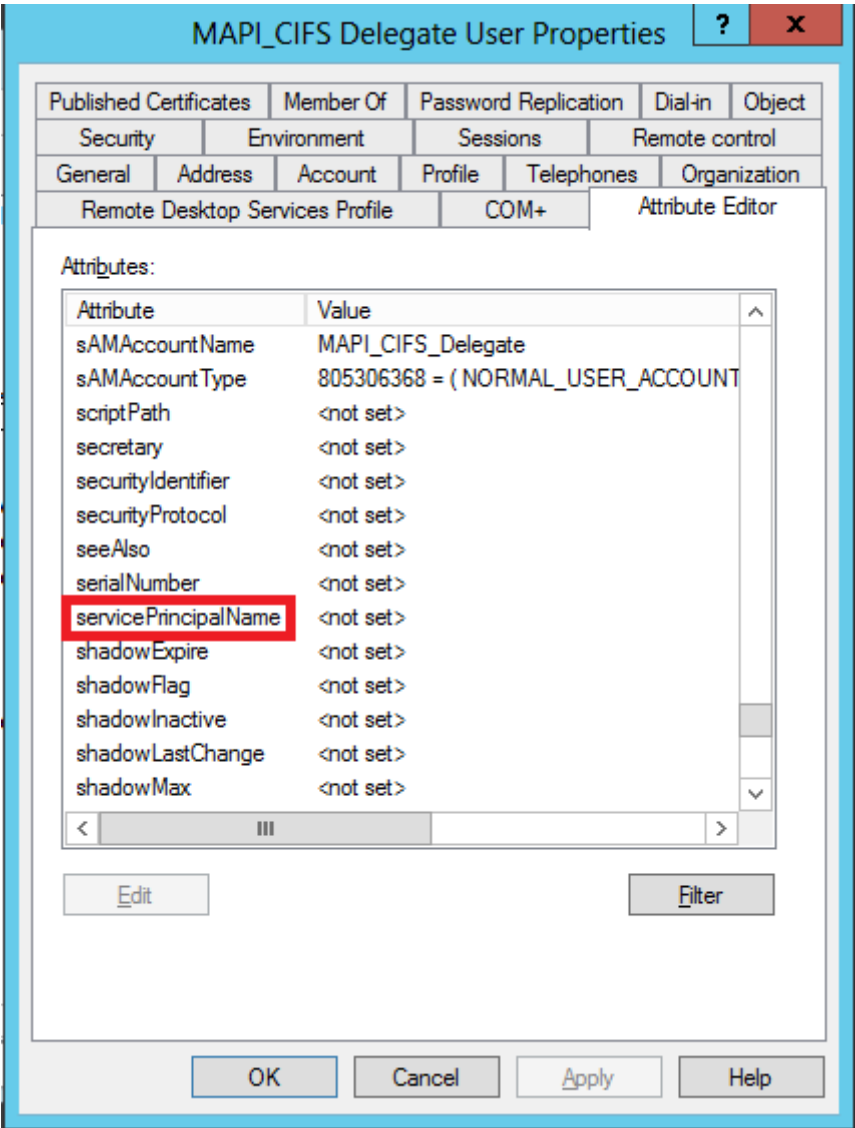 MAPI_CIFS Delegate User Properties ? x
Published Certificates Member Of Password Replication Dial-in Object
Security Environment Sessions Remote control
General Address Account Profile Telephones Organization
Remote Desktop Services Profile COM+ Attribute Editor
Attributes:
Attribute Value
sAMAccountName MAPI_CIFS_Delegate
sAMAccountType 805306368 = ( NORMAL_USER_ACCOUNT
scriptPath <not set>
secretary <not set>
securityIdentifier <not set>
securityProtocol <not set>
seeAlso <not set>
serialNumber <not set>
servicePrincipalName <not set>
shadowExpire <not set>
shadowFlag <not set>
shadowInactive <not set>
shadowLastChange <not set>
shadowMax <not set>
Edit Filter
OK Cancel Apply Help